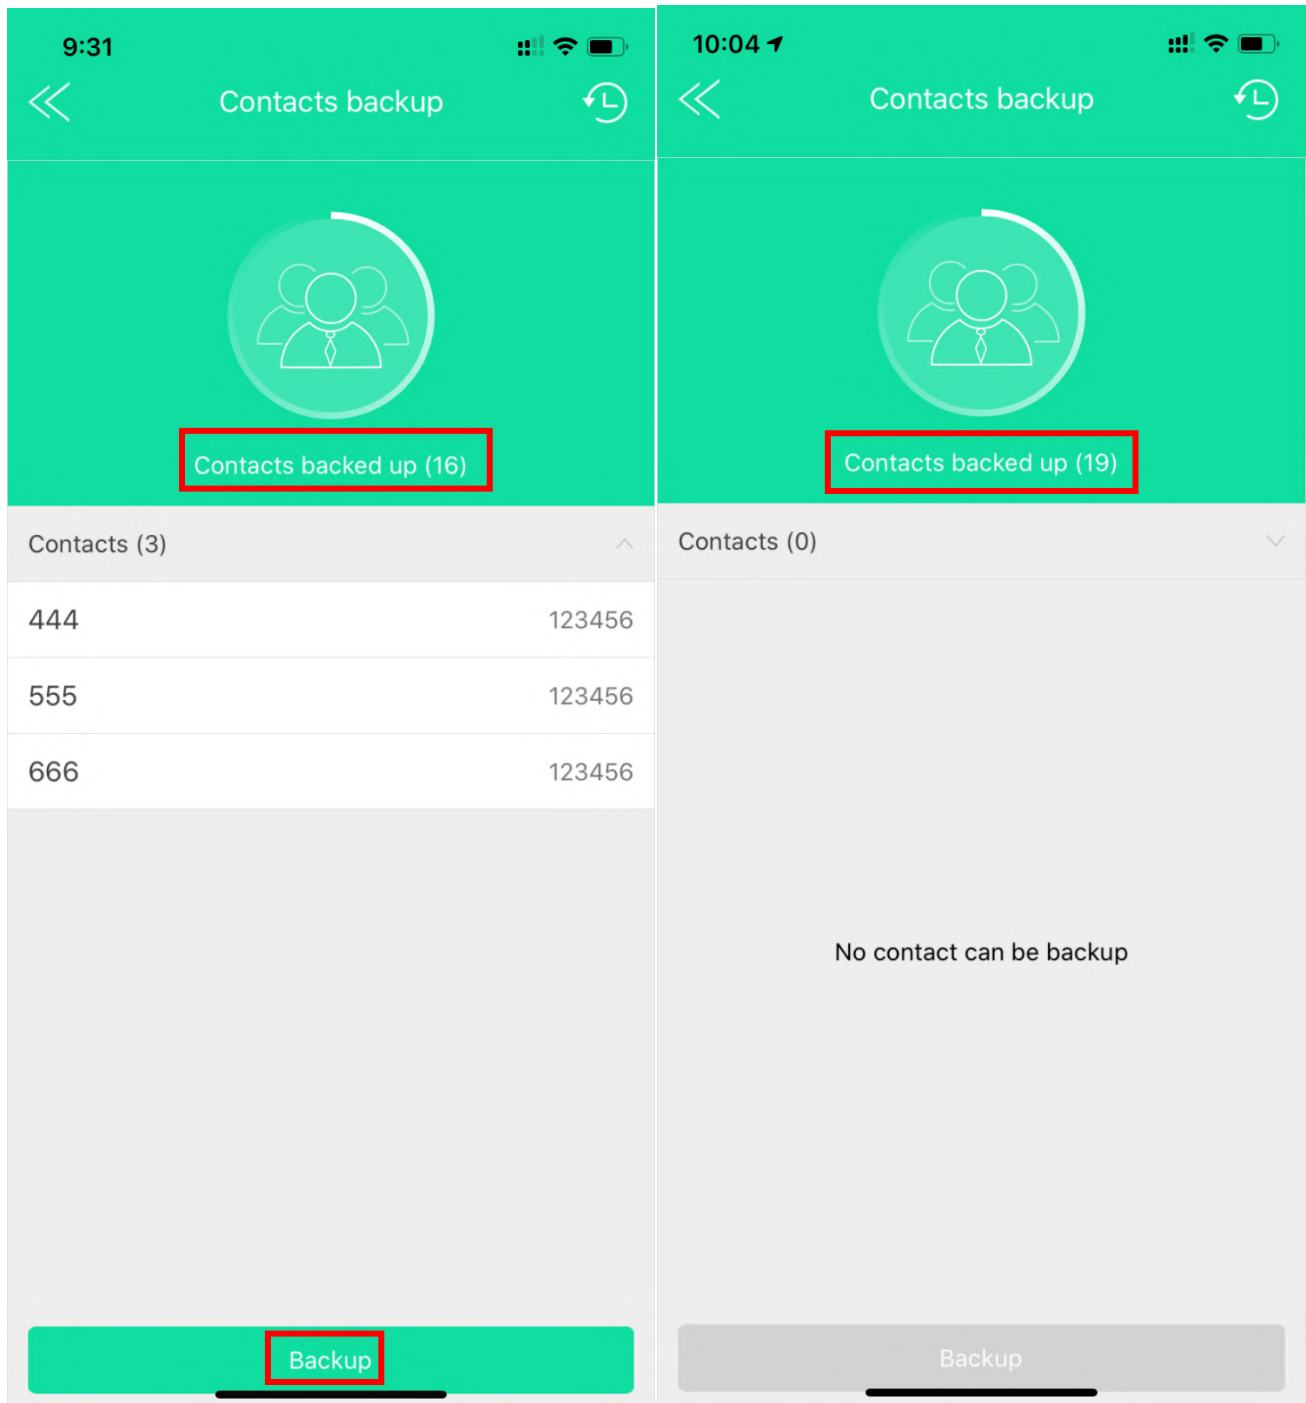 9:31
Contacts backup
Contacts backed up (16)
Contacts (3)
444 123456
555 123456
666 123456
Backup
10:04
Contacts backup
Contacts backed up (19)
Contacts (0)
No contact can be backup
Backup